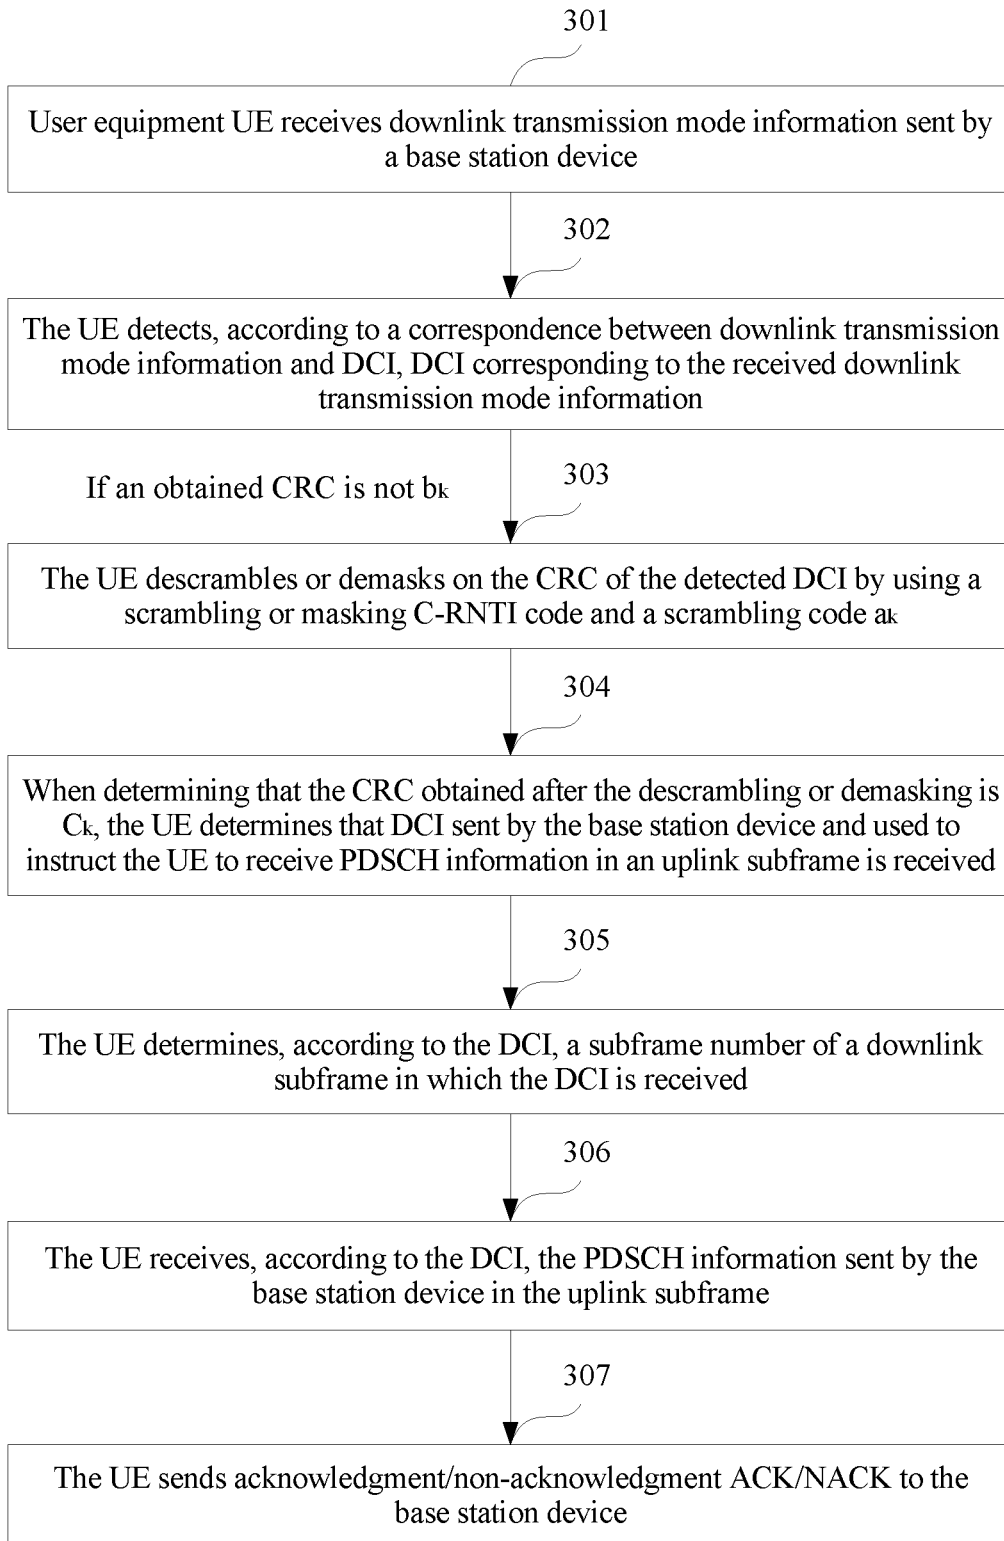 301
User equipment UE receives downlink transmission mode information sent by
a base station device
302
The UE detects, according to a correspondence between downlink transmission
mode information and DCI, DCI corresponding to the received downlink
transmission mode information
If an obtained CRC is not bk
303
The UE descrambles or demasks on the CRC of the detected DCI by using a
scrambling or masking C-RNTI code and a scrambling code ak
304
When determining that the CRC obtained after the descrambling or demasking is
Ck, the UE determines that DCI sent by the base station device and used to
instruct the UE to receive PDSCH information in an uplink subframe is received
305
The UE determines, according to the DCI, a subframe number of a downlink
subframe in which the DCI is received
306
The UE receives, according to the DCI, the PDSCH information sent by the
base station device in the uplink subframe
307
The UE sends acknowledgment/non-acknowledgment ACK/NACK to the
base station device